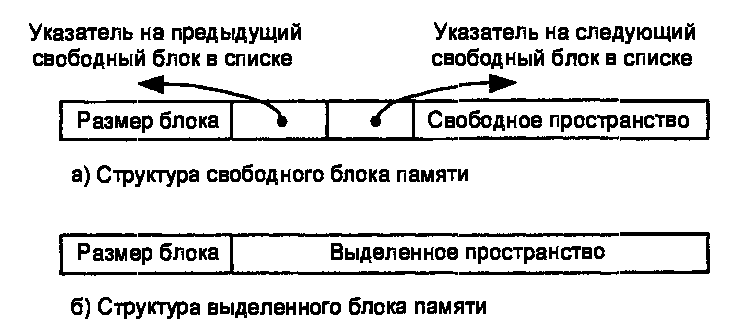 Указатель на предыдущий
свободный блок в списке
Указатель на следующий
свободный блок в списке
Размер блока
Свободное пространство
а) Структура свободного блока памяти
Размер блока
Выделенное пространство
б) Структура выделенного блока памяти